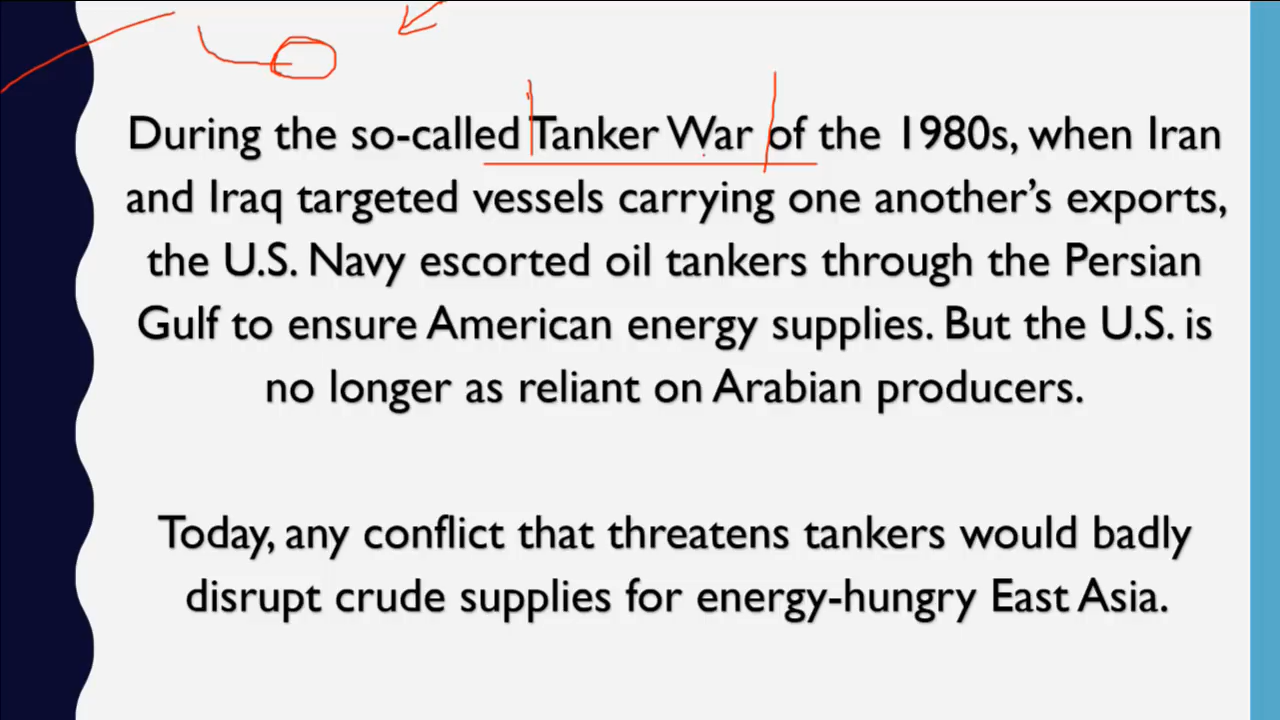 During the so-called Tanker War of the 1980s, when Iran
and Iraq targeted vessels carrying one another’s exports,
the U.S. Navy escorted oil tankers through the Persian
Gulf to ensure American energy supplies. But the U.S. is
no longer as reliant on Arabian producers.
Today, any conflict that threatens tankers would badly
disrupt crude supplies for energy-hungry East Asia.